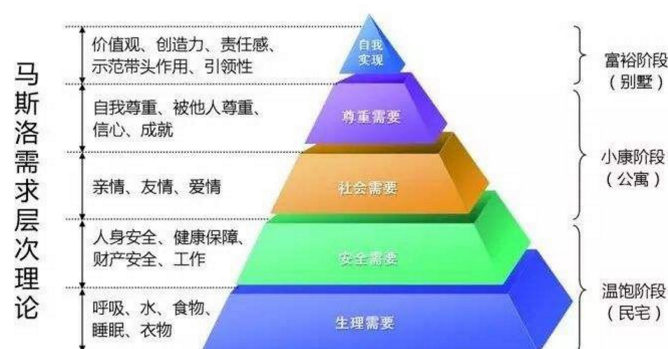 马斯洛需求层次理论
价值观、创造力、责任感、
示范带头作用、引领性
自我
实现
富裕阶段
（别墅）
自我尊重、被他人尊重、
信心、成就
尊重需要
小康阶段
（公寓）
亲情、友情、爱情
社会需要
人身安全、健康保障、
财产安全、工作
安全需要
温饱阶段
（民宅）
呼吸、水、食物、
睡眠、衣物
生理需要